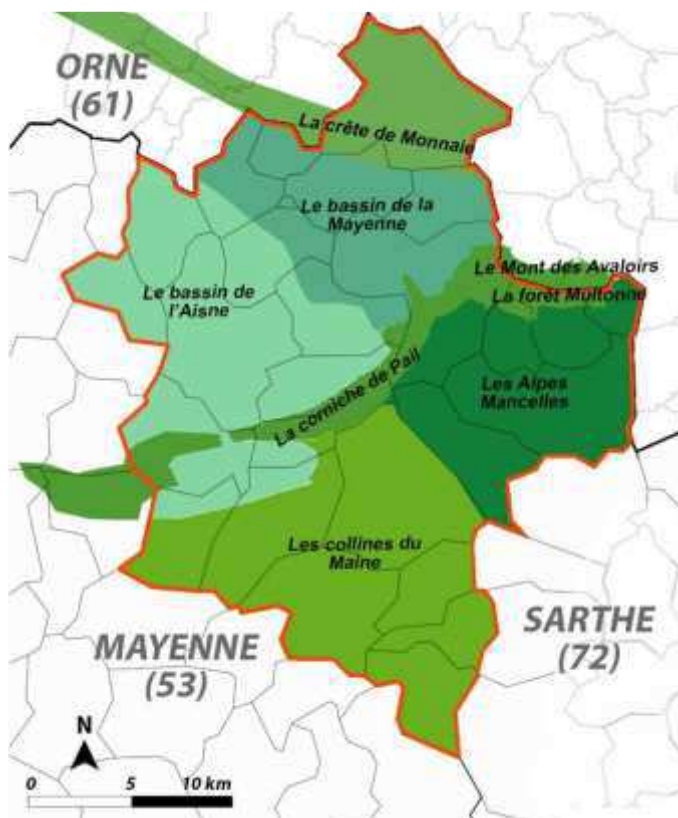 ORNE
(61)
La crête de Monnaie
Le bassin de la
Mayenne
Le Mont des Avaloirs
La forêt Multonne
Le bassin de
l'Aisne
Les Alpes
Mancelles
La corniche de Pail
Les collines du
Maine
SARTHE
(72)
MAYENNE
(53)
N
0 5 10 km